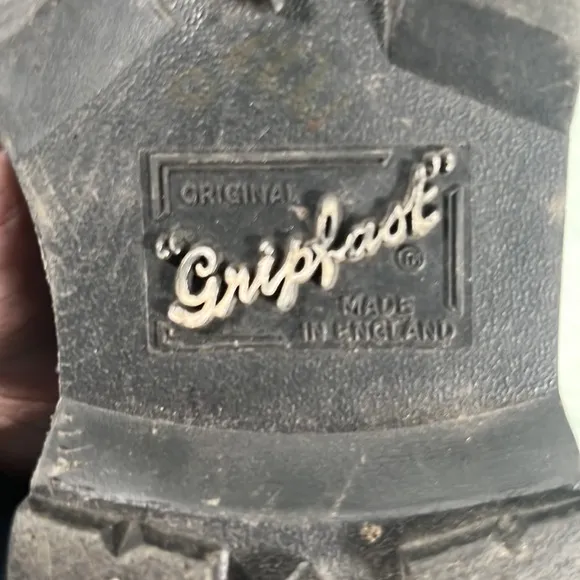 ORIGINAL
"Gripfast"
®
MADE
IN ENGLAND